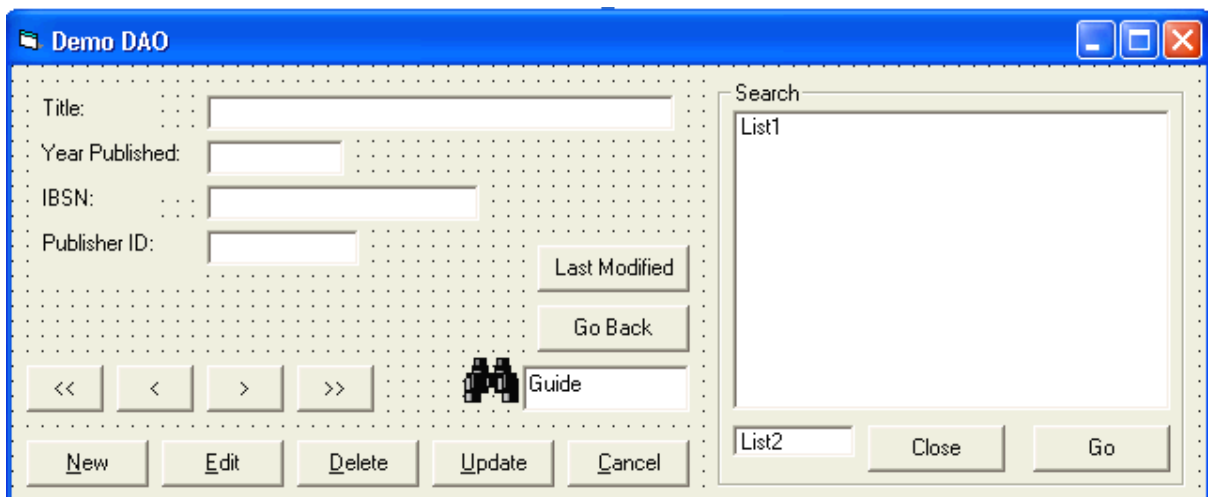 Demo DAO
Title:
Year Published:
IBSN:
Publisher ID:
Last Modified
Go Back
<< < > >>
Guide
New Edit Delete Update Cancel
Search
List1
List2 Close Go